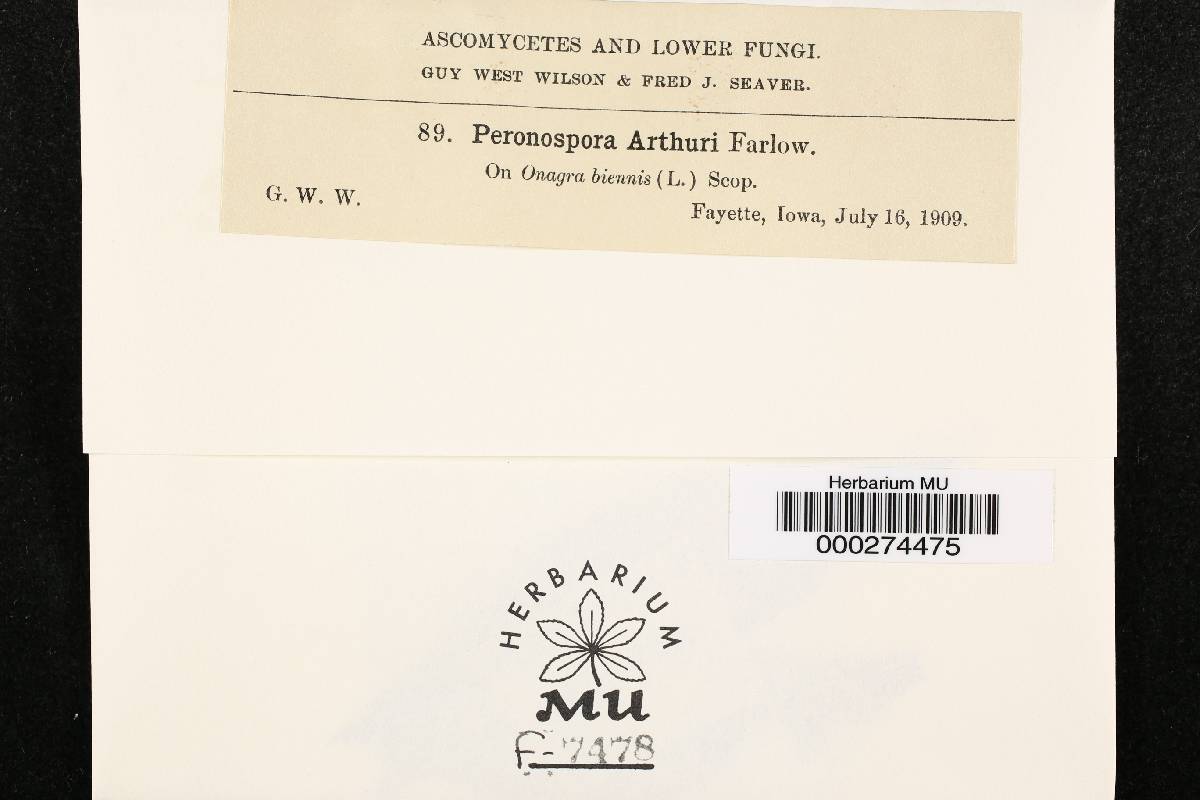 ASCOMYCETES AND LOWER FUNGI.
GUY WEST WILSON & FRED J. SEAVER.
89. Peronospora Arthuri Farlow.
On Onagra biennis (L.) Scop.
G. W. W.
Fayette, Iowa, July 16, 1909.
Herbarium MU
000274475
HERBARIUM
MU
F-7478